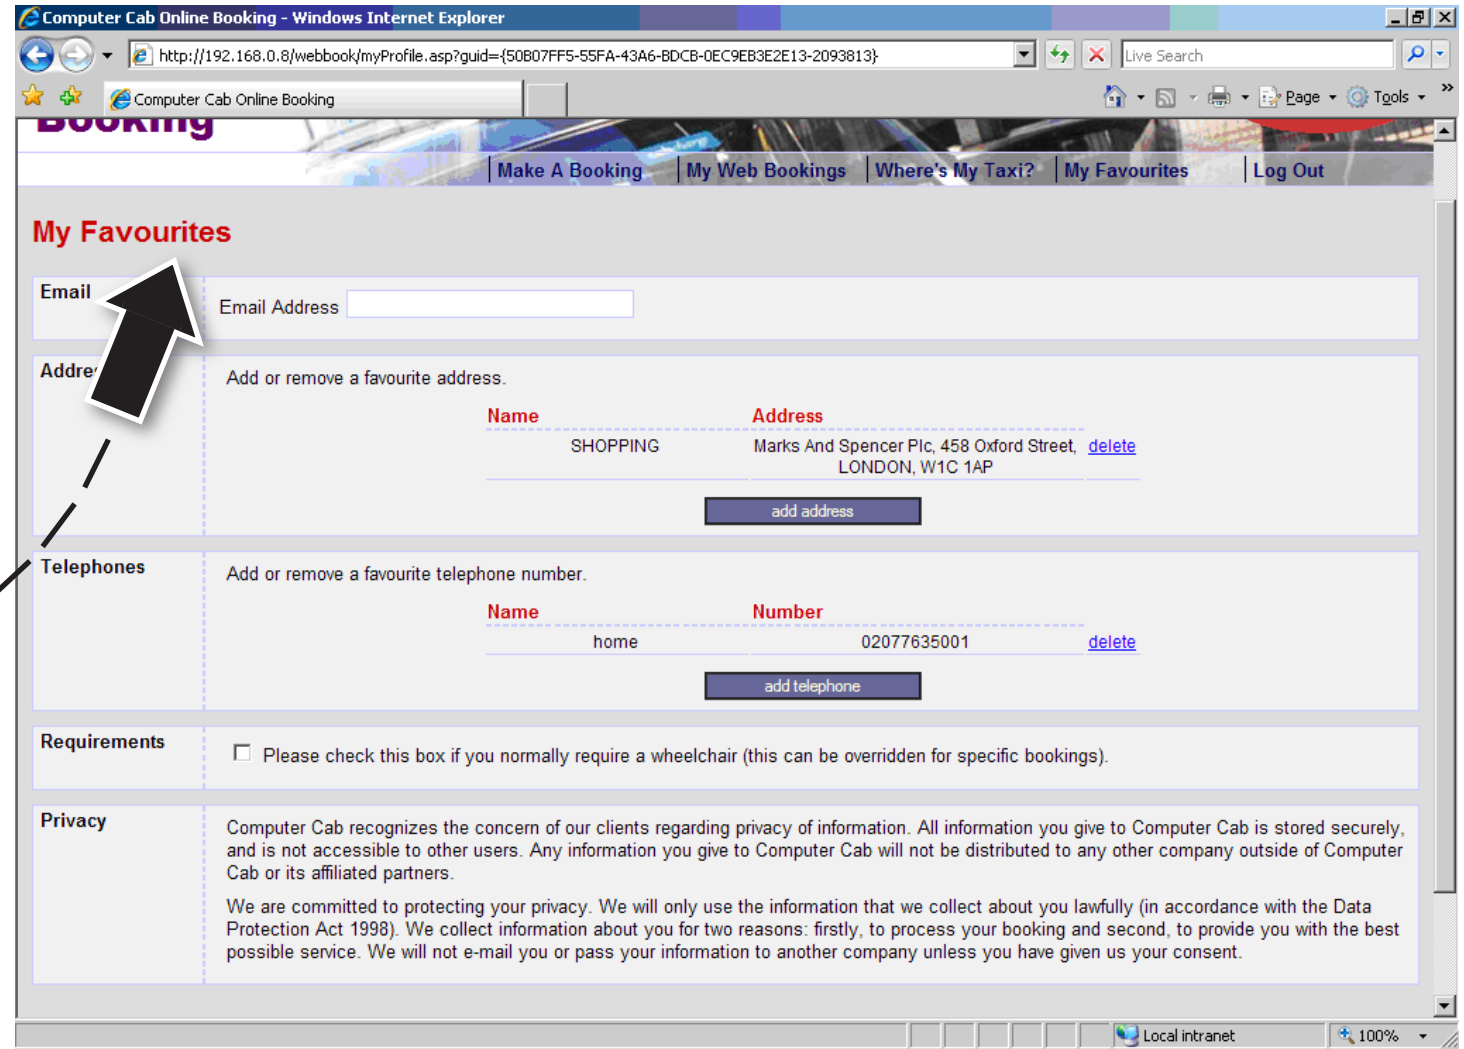 Computer Cab Online Booking - Windows Internet Explorer
http://192.168.0.8/webbook/myProfile.asp?guid={50B07FF5-55FA-43A6-BDCB-0EC9EB3E2E13-2093813}
Live Search
Computer Cab Online Booking
Page
Tools
Booking
Make A Booking
My Web Bookings
Where's My Taxi?
My Favourites
Log Out
My Favourites
Email
Email Address
Add or remove a favourite address.
Name
Address
SHOPPING
Marks And Spencer Plc, 458 Oxford Street,
LONDON, W1C 1AP
delete
add address
Telephones
Add or remove a favourite telephone number.
Name
Number
home
02077635001
delete
add telephone
Requirements
Please check this box if you normally require a wheelchair (this can be overridden for specific bookings).
Privacy
Computer Cab recognizes the concern of our clients regarding privacy of information. All information you give to Computer Cab is stored securely,
and is not accessible to other users. Any information you give to Computer Cab will not be distributed to any other company outside of Computer
Cab or its affiliated partners.
We are committed to protecting your privacy. We will only use the information that we collect about you lawfully (in accordance with the Data
Protection Act 1998). We collect information about you for two reasons: firstly, to process your booking and second, to provide you with the best
possible service. We will not e-mail you or pass your information to another company unless you have given us your consent.
Local intranet
100%